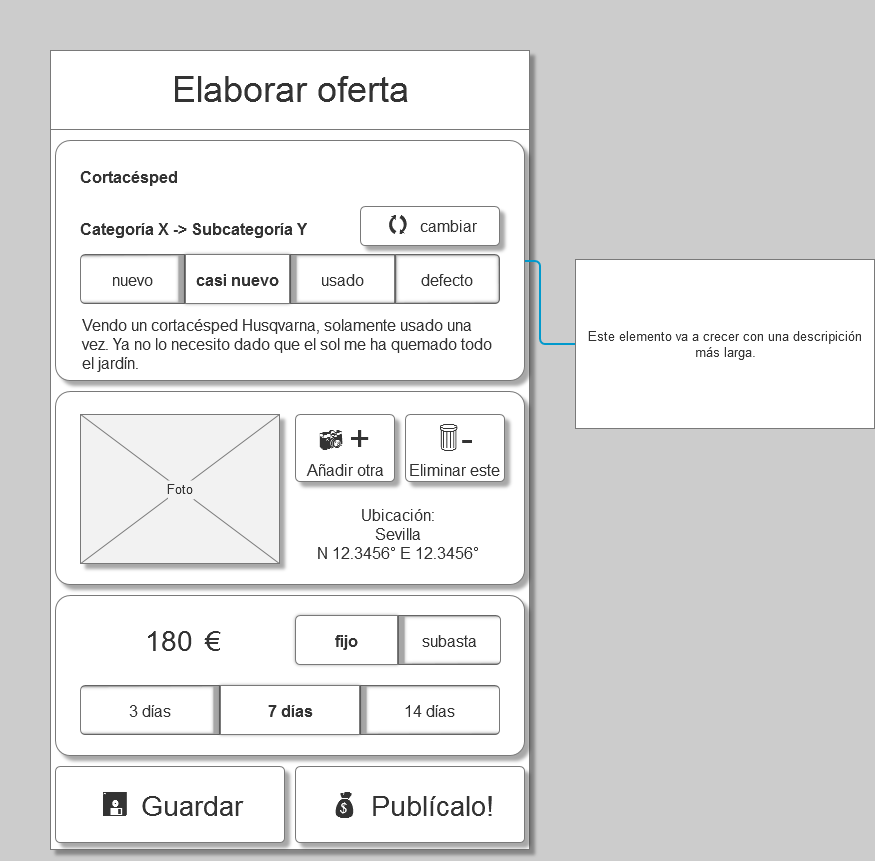 Elaborar oferta
Cortacésped
Categoría X -> Subcategoría Y
cambiar
nuevo
casi nuevo
usado
defecto
Vendo un cortacésped Husqvarna, solamente usado una
vez. Ya no lo necesito dado que el sol me ha quemado todo
el jardín.
Este elemento va a crecer con una descripición
más larga.
Foto
+
Añadir otra
-
Eliminar este
Ubicación:
Sevilla
N 12.3456° E 12.3456°
180 €
fijo
subasta
3 días
7 días
14 días
Guardar
$
Publícalo!